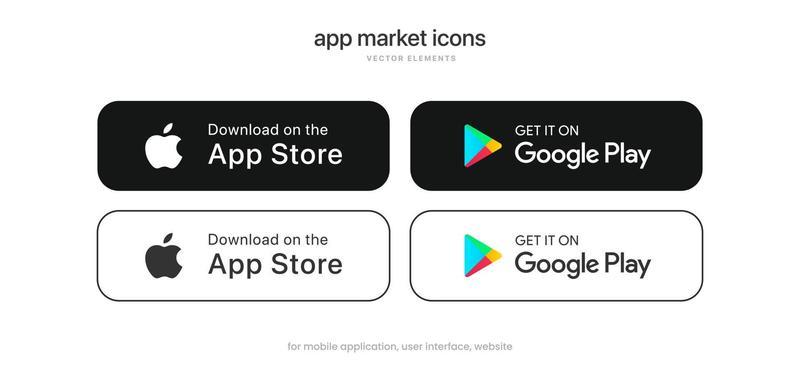 app market icons
VECTOR ELEMENTS
Download on the
App Store
GET IT ON
Google Play
Download on the
App Store
GET IT ON
Google Play
for mobile application, user interface, website